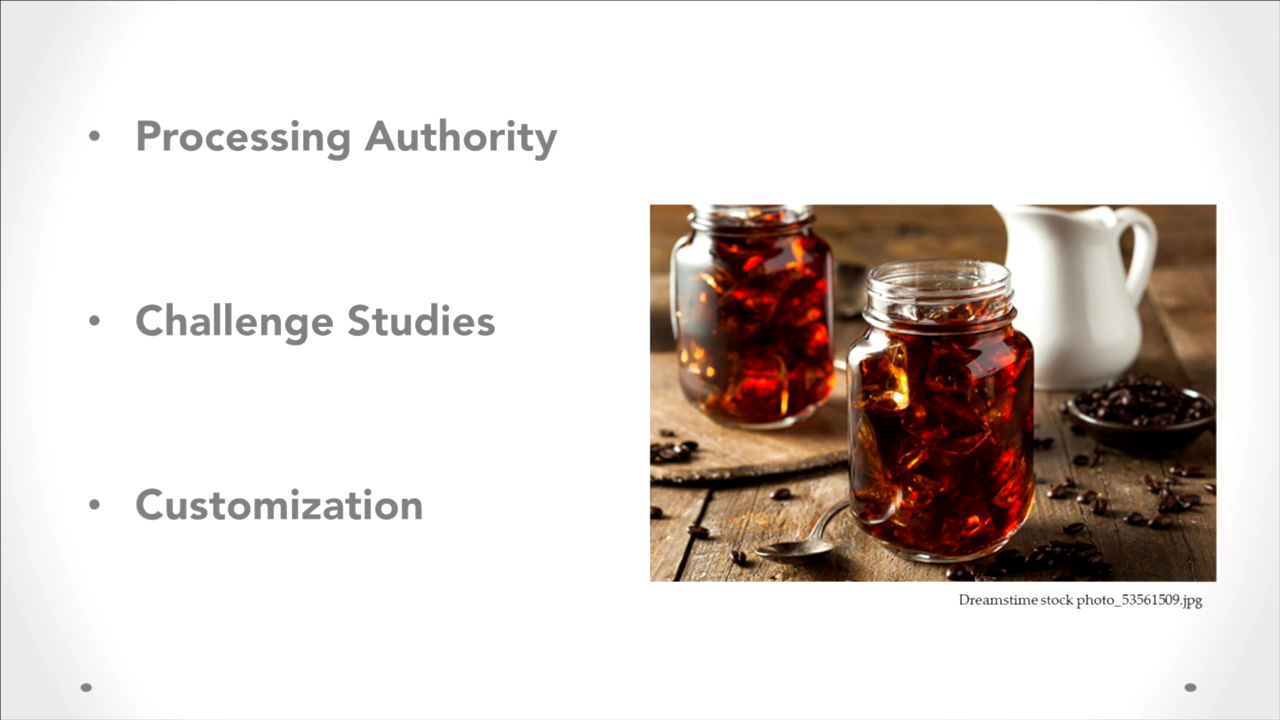 • Processing Authority
• Challenge Studies
• Customization
Dreamstime stock photo_53561509.jpg